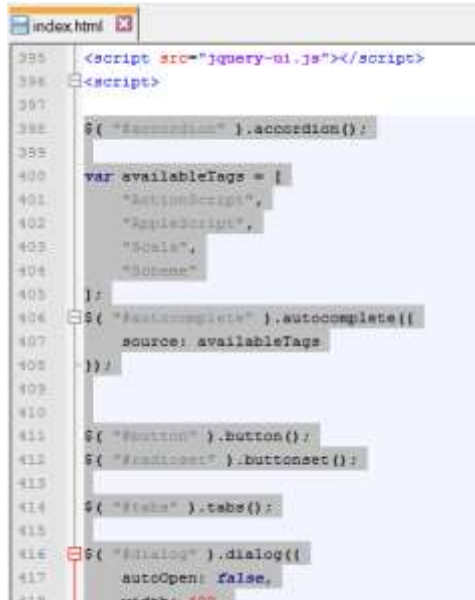 index.html
395 <script src="jquery-ui.js"></script>
396 <script>
397
398 $( "#accordion" ).accordion();
399
400 var availableTags = [
401 "ActionScript",
402 "AppleScript",
403 "Scala",
404 "Scheme"
405 ];
406 $( "#autocomplete" ).autocomplete({
407 source: availableTags
408 });
409
410
411 $( "#button" ).button();
412 $( "#radioset" ).buttonset();
413
414 $( "#tabs" ).tabs();
415
416 $( "#dialog" ).dialog({
417 autoOpen: false,
418 width: